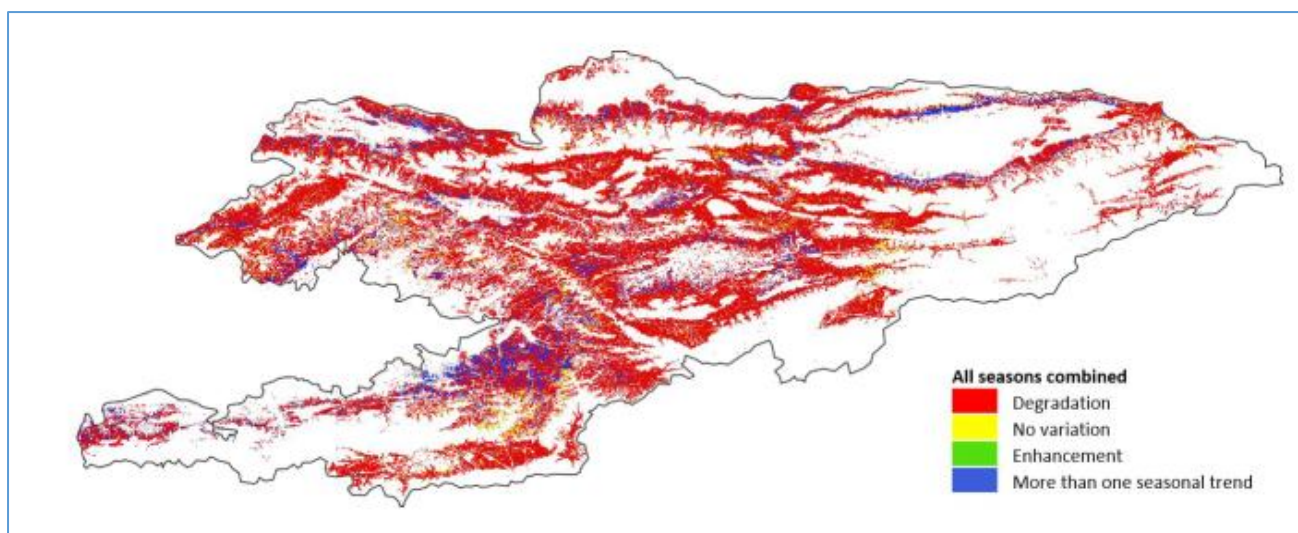 All seasons combined
Degradation
No variation
Enhancement
More than one seasonal trend